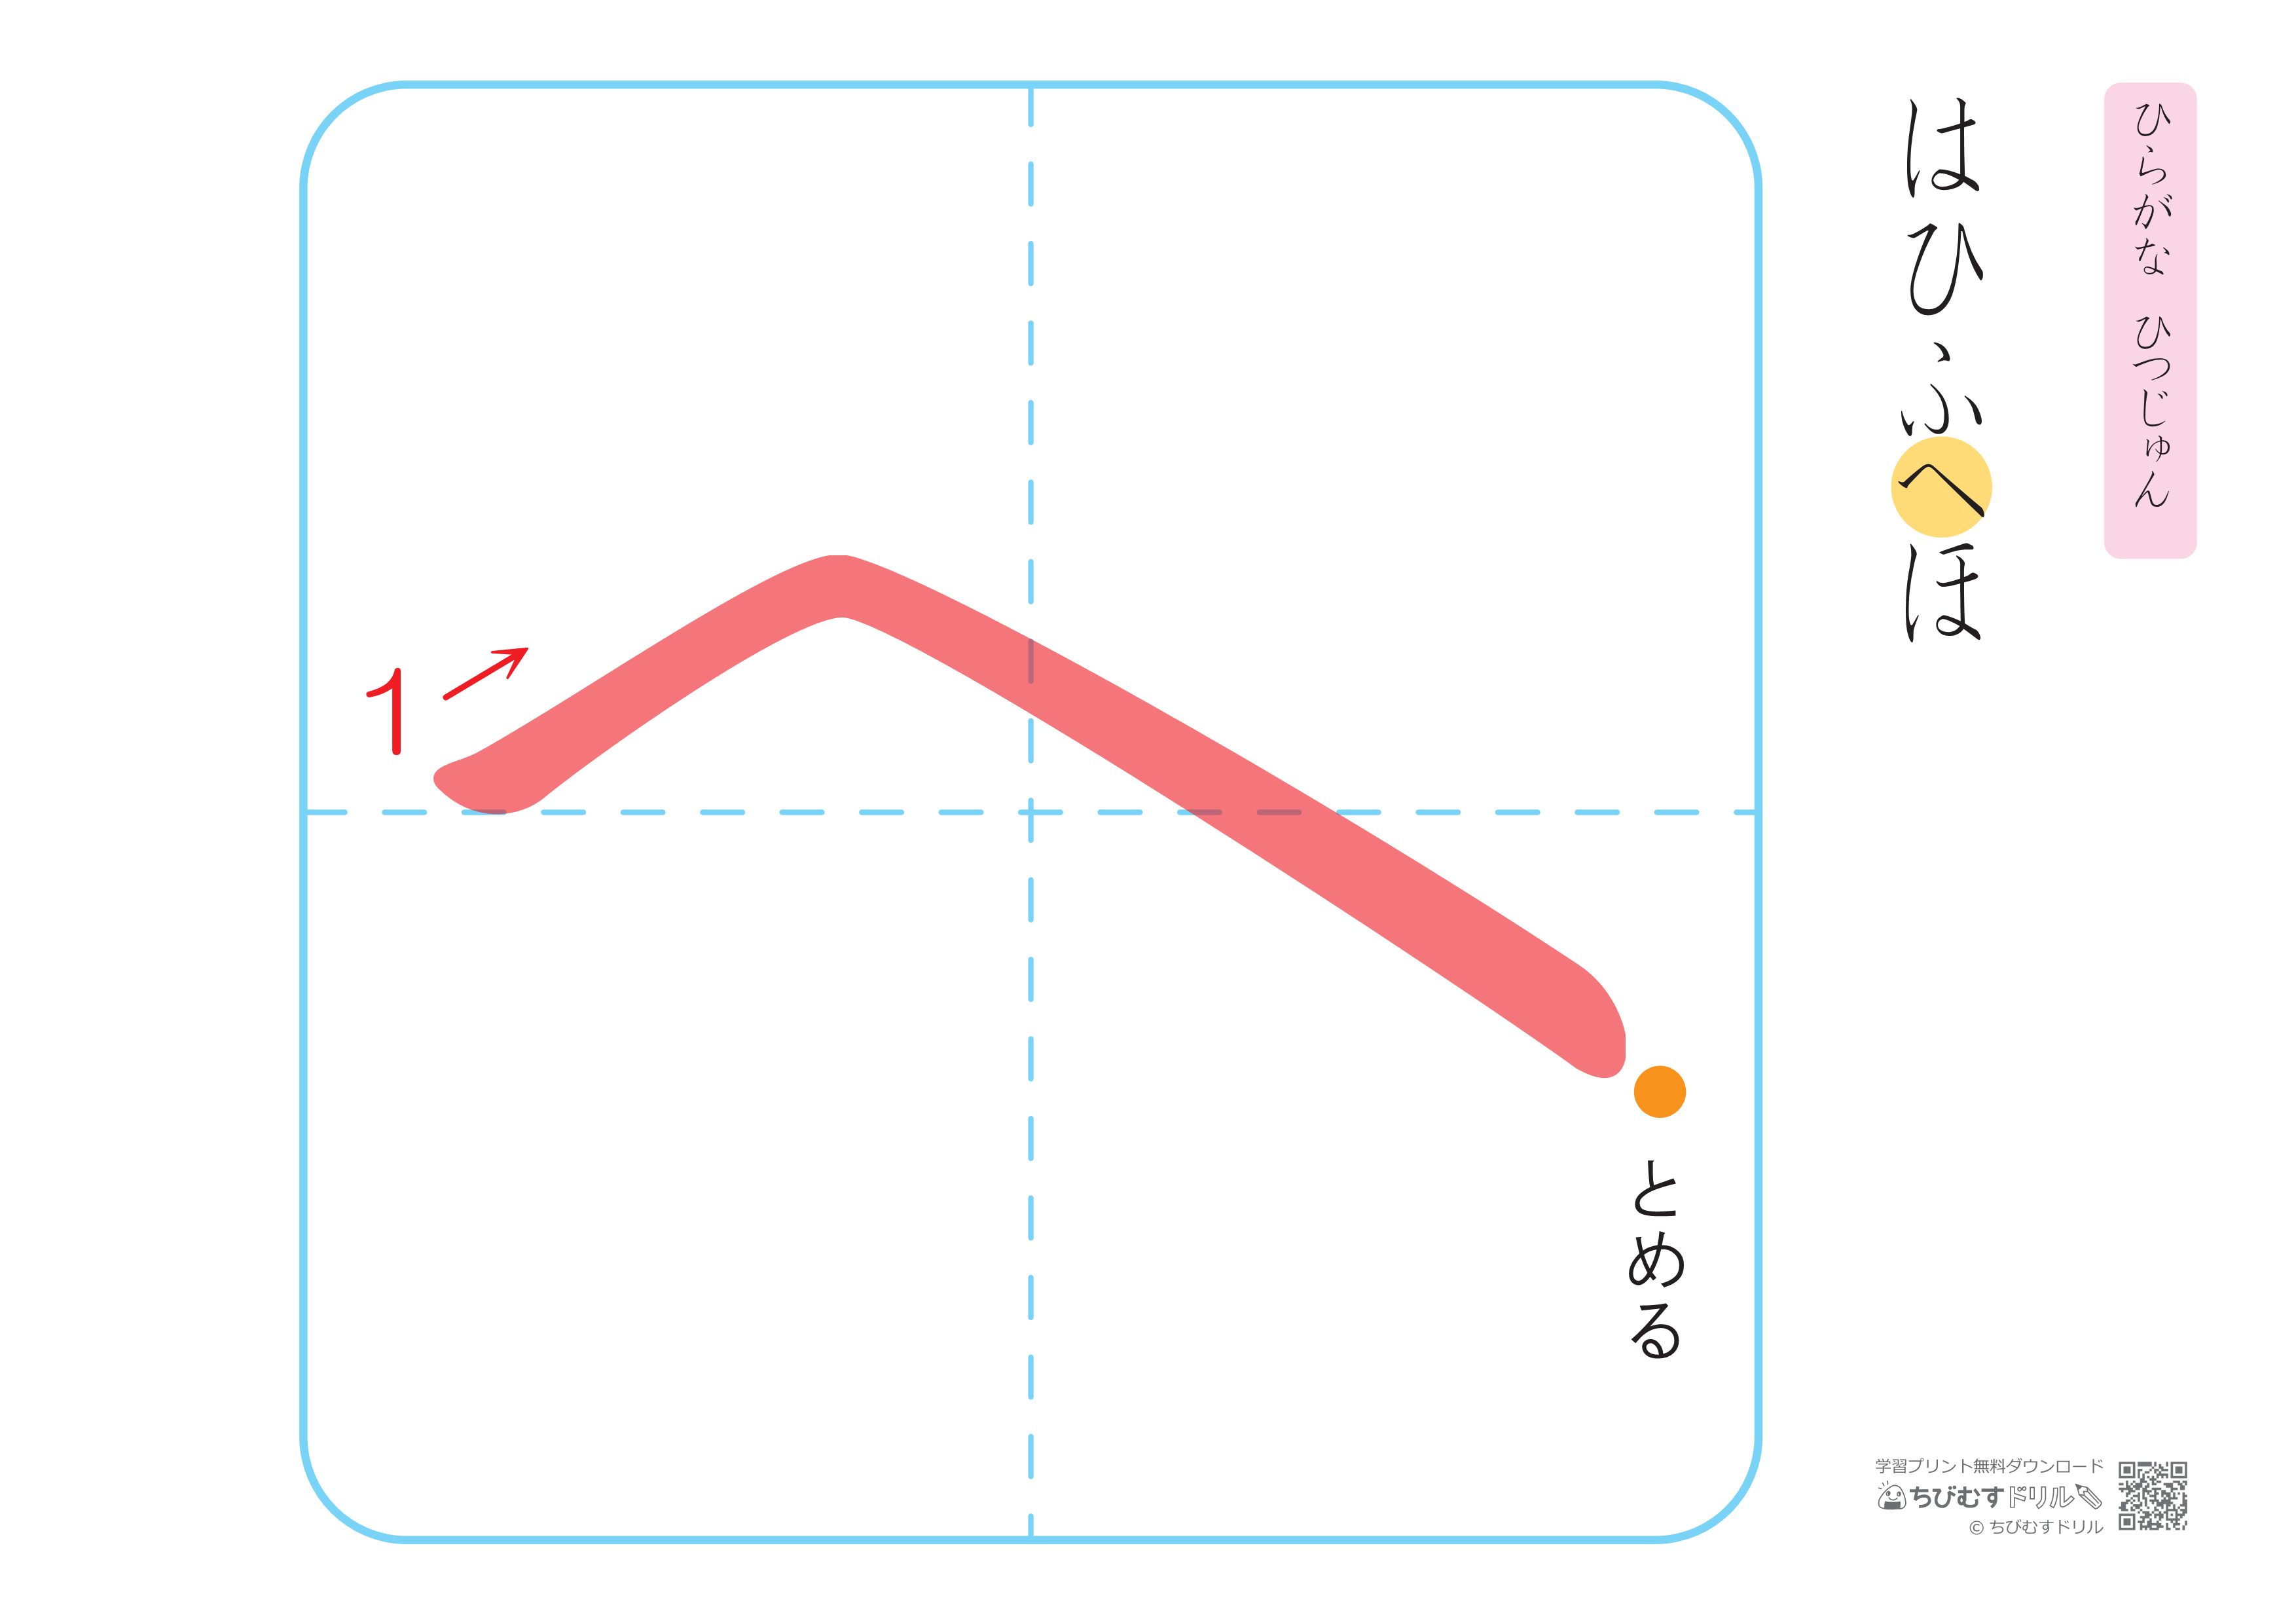 ひらがな ひつじゅん
はひふへほ
1
とめる
学習プリント無料ダウンロード
ちびむすドリル
© ちびむすドリル